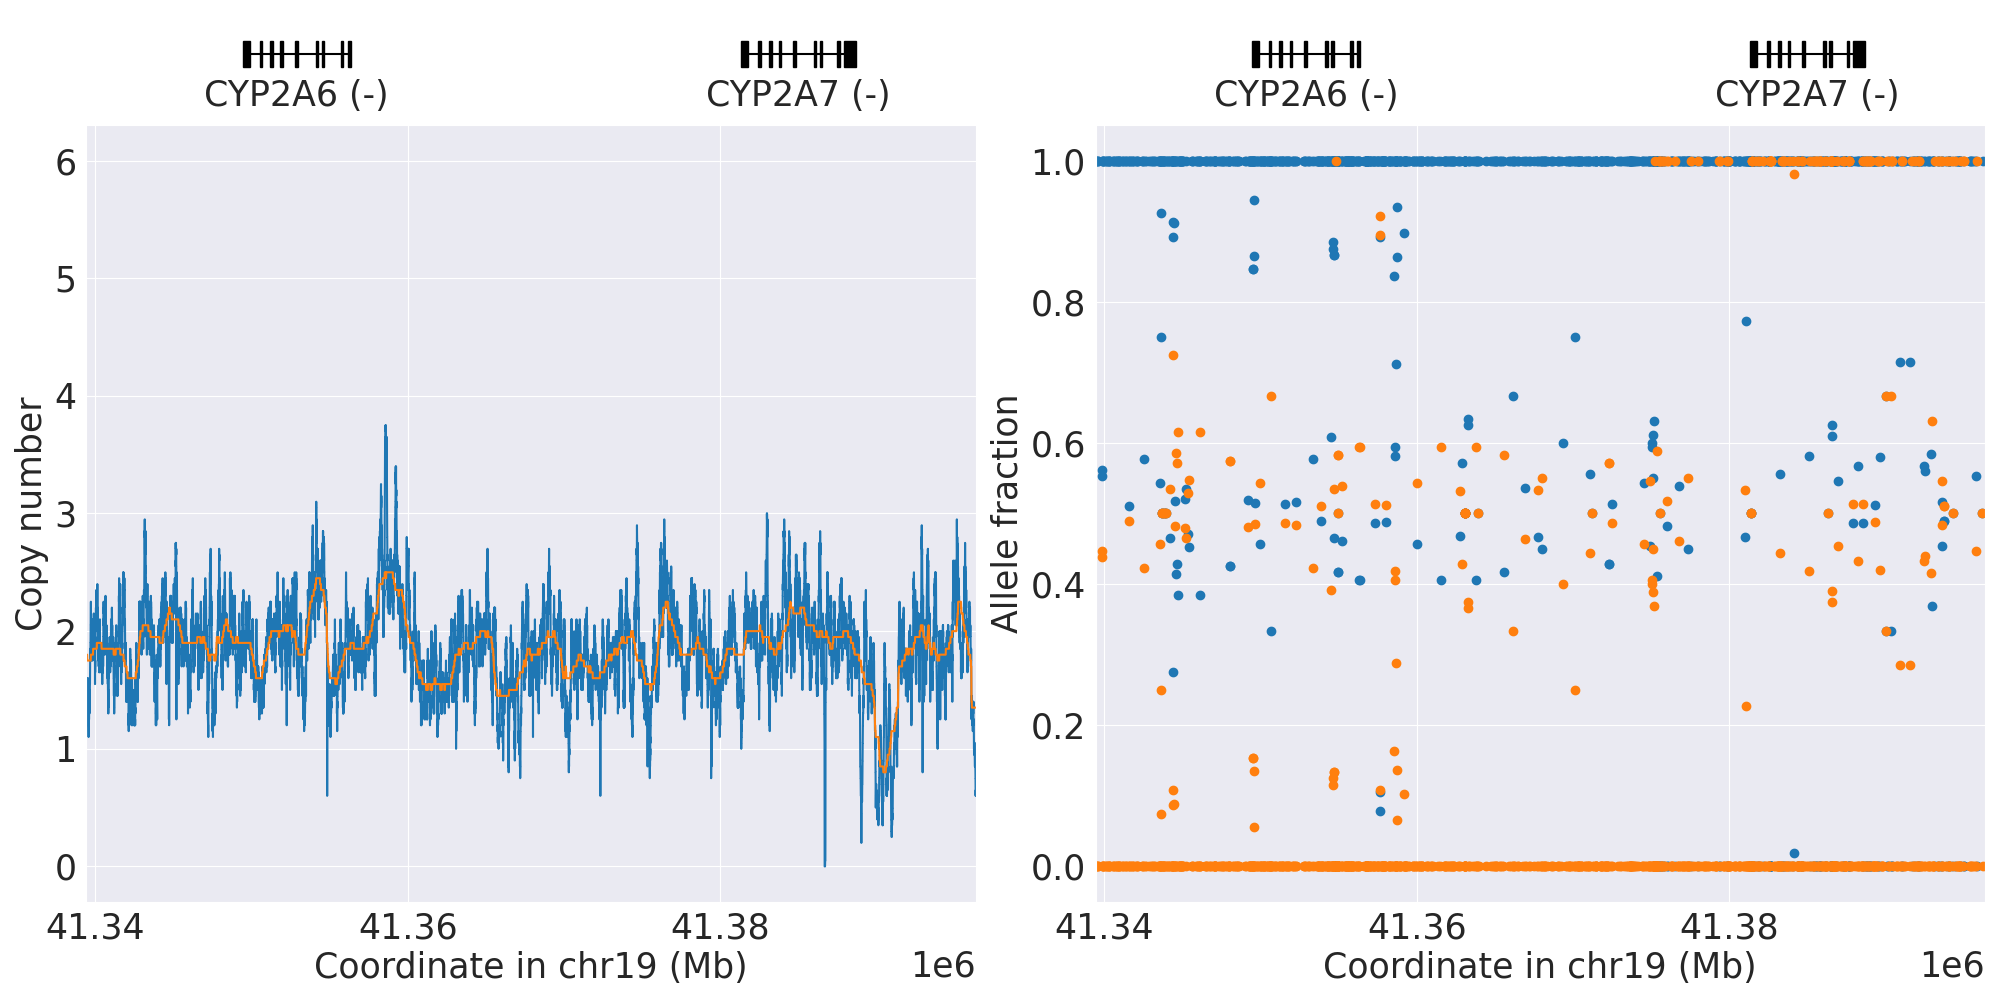 CYP2A6 (-)
CYP2A7 (-)
CYP2A6 (-)
CYP2A7 (-)
Copy number
6
5
4
3
2
1
0
41.34
41.36
41.38
Coordinate in chr19 (Mb)
1e6
Allele fraction
1.0
0.8
0.6
0.4
0.2
0.0
41.34
41.36
41.38
Coordinate in chr19 (Mb)
1e6